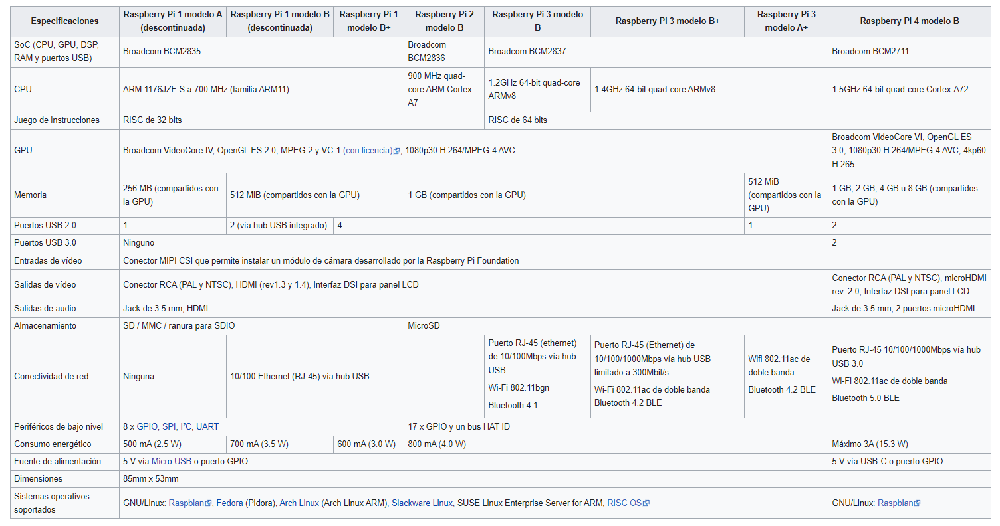 Especificaciones
Raspberry Pi 1 modelo A
(descontinuada)
Raspberry Pi 1 modelo B
(descontinuada)
Raspberry Pi 1
modelo B+
Raspberry Pi 2
modelo B
Raspberry Pi 3 modelo
B
Raspberry Pi 3 modelo B+
Raspberry Pi 3
modelo A+
Raspberry Pi 4 modelo B
SoC (CPU, GPU, DSP,
RAM y puertos USB)
Broadcom BCM2835
Broadcom
BCM2836
Broadcom BCM2837
Broadcom BCM2711
CPU
ARM 1176JZF-S a 700 MHz (familia ARM11)
900 MHz quad-
core ARM Cortex
A7
1.2GHz 64-bit quad-core
ARMv8
1.4GHz 64-bit quad-core ARMv8
1.5GHz 64-bit quad-core Cortex-A72
Juego de instrucciones
RISC de 32 bits
RISC de 64 bits
GPU
Broadcom VideoCore IV, OpenGL ES 2.0, MPEG-2 y VC-1 (con licencia), 1080p30 H.264/MPEG-4 AVC
Broadcom VideoCore VI, OpenGL ES
3.0, 1080p30 H.264/MPEG-4 AVC, 4kp60
H.265
Memoria
256 MB (compartidos con
la GPU)
512 MiB (compartidos con la GPU)
1 GB (compartidos con la GPU)
512 MiB
(compartidos con la
GPU)
1 GB, 2 GB, 4 GB u 8 GB (compartidos
con la GPU)
Puertos USB 2.0
1
2 (vía hub USB integrado)
4
1
2
Puertos USB 3.0
Ninguno
2
Entradas de vídeo
Conector MIPI CSI que permite instalar un módulo de cámara desarrollado por la Raspberry Pi Foundation
Salidas de vídeo
Conector RCA (PAL y NTSC), HDMI (rev1.3 y 1.4), Interfaz DSI para panel LCD
Conector RCA (PAL y NTSC), microHDMI
rev. 2.0, Interfaz DSI para panel LCD
Salidas de audio
Jack de 3.5 mm, HDMI
Jack de 3.5 mm, 2 puertos microHDMI
Almacenamiento
SD / MMC / ranura para SDIO
MicroSD
Conectividad de red
Ninguna
10/100 Ethernet (RJ-45) vía hub USB
Puerto RJ-45 (ethernet)
de 10/100Mbps vía hub
USB
Wi-Fi 802.11bgn
Bluetooth 4.1
Puerto RJ-45 (Ethernet) de
10/100/1000Mbps vía hub USB
limitado a 300Mbit/s
Wi-Fi 802.11ac de doble banda
Bluetooth 4.2 BLE
Wifi 802.11ac de
doble banda
Bluetooth 4.2 BLE
Puerto RJ-45 10/100/1000Mbps vía hub
USB 3.0
Wi-Fi 802.11ac de doble banda
Bluetooth 5.0 BLE
Periféricos de bajo nivel
8 x GPIO, SPI, I²C, UART
17 x GPIO y un bus HAT ID
Consumo energético
500 mA (2.5 W)
700 mA (3.5 W)
600 mA (3.0 W)
800 mA (4.0 W)
Máximo 3A (15.3 W)
Fuente de alimentación
5 V vía Micro USB o puerto GPIO
5 V vía USB-C o puerto GPIO
Dimensiones
85mm x 53mm
Sistemas operativos
soportados
GNU/Linux: Raspbian, Fedora (Pidora), Arch Linux (Arch Linux ARM), Slackware Linux, SUSE Linux Enterprise Server for ARM, RISC OS
GNU/Linux: Raspbian